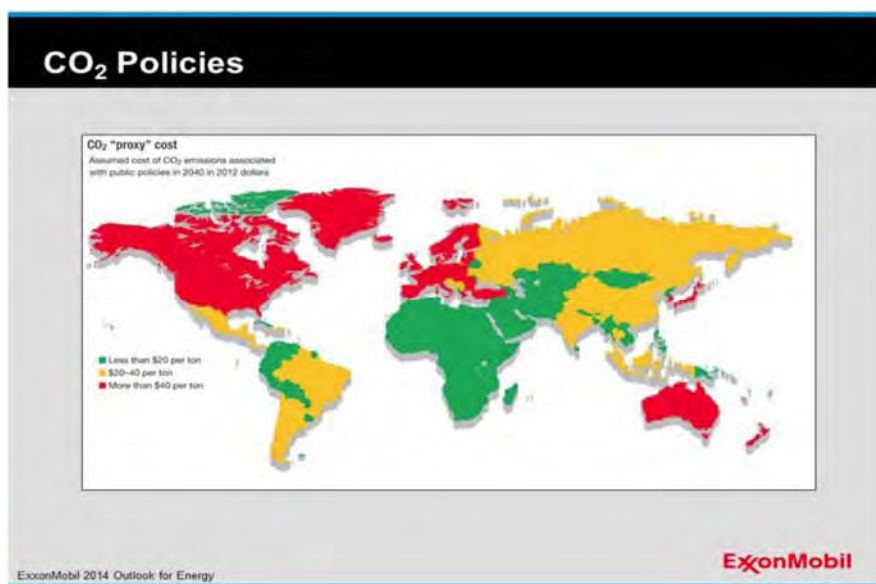 CO₂ Policies
CO₂ "proxy" cost
Assumed cost of CO₂ emissions associated
with public policies in 2040 in 2012 dollars
Less than $20 per ton
$20–40 per ton
More than $40 per ton
ExxonMobil 2014 Outlook for Energy
ExxonMobil